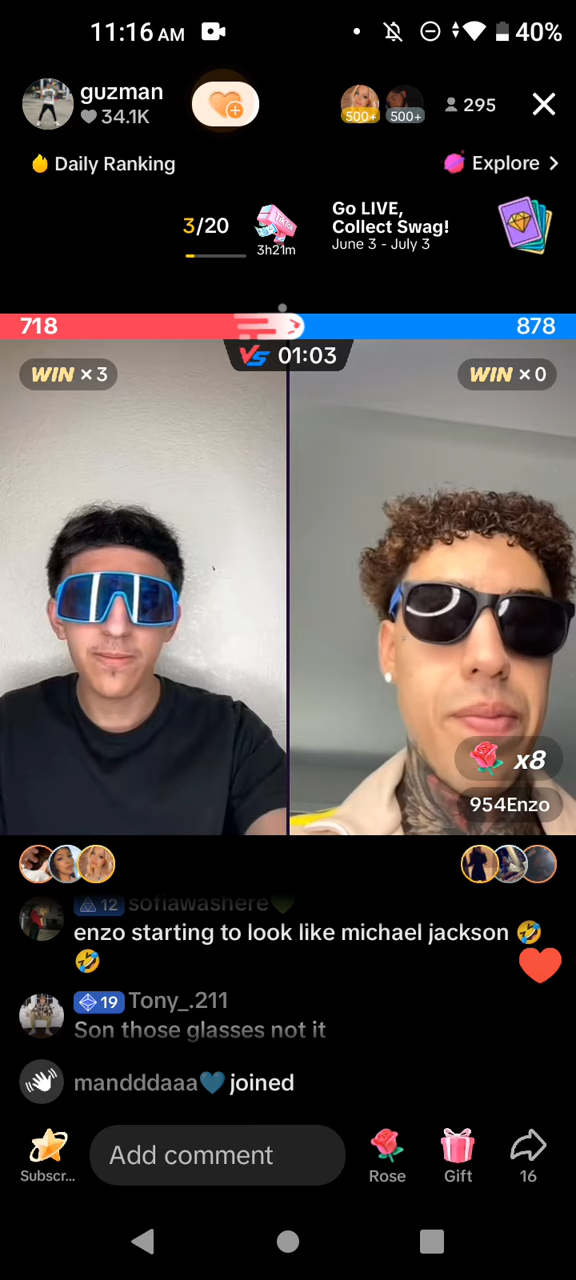 11:16 AM
40%
guzman
34.1K
500+
500+
295
Daily Ranking
Explore >
3/20
TikTok
3h21m
Go LIVE,
Collect Swag!
June 3 - July 3
718
878
VS 01:03
WIN × 3
WIN × 0
x8
954Enzo
12 sofiawashere
enzo starting to look like michael jackson 🤣
🤣
19 Tony_.211
Son those glasses not it
mandddaaa💙 joined
Subscr...
Add comment
Rose
Gift
16